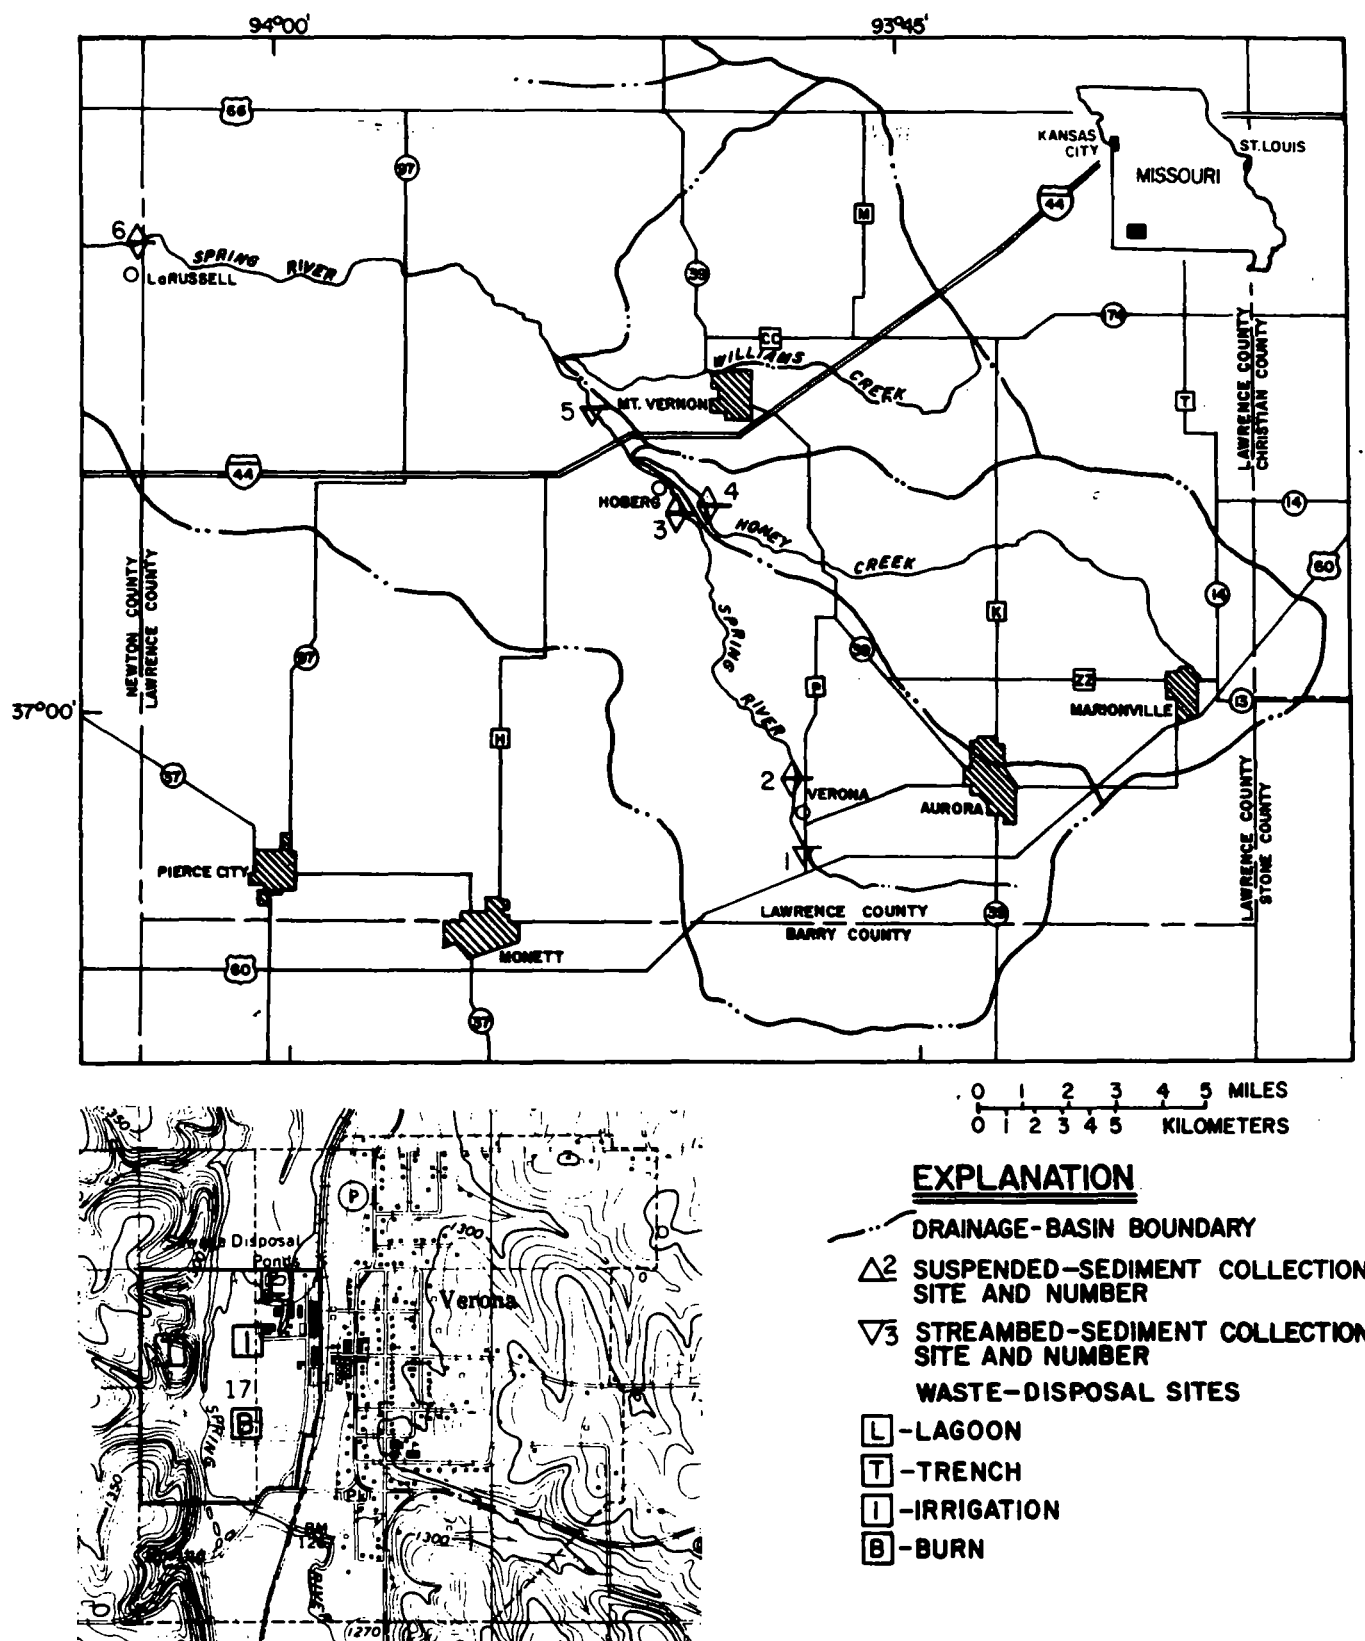 94°00'
93°45'
66
97
KANSAS
CITY
ST. LOUIS
MISSOURI
44
M
6
SPRING RIVER
LaRUSSELL
39
174
CC
WILLIAMS
CREEK
T
LAWRENCE COUNTY
CHRISTIAN COUNTY
5
MT. VERNON
44
HOBERG
4
3
14
HONEY
CREEK
60
NEWTON COUNTY
LAWRENCE COUNTY
14
K
SPRING
RIVER
97
39
P
ZZ
MARIONVILLE
13
37°00'
H
37
2
VERONA
AURORA
LAWRENCE COUNTY
STONE COUNTY
1
PIERCE CITY
LAWRENCE COUNTY
BARRY COUNTY
39
MONETT
60
37
0 1 2 3 4 5 MILES
0 1 2 3 4 5 KILOMETERS
EXPLANATION
DRAINAGE-BASIN BOUNDARY
2 SUSPENDED-SEDIMENT COLLECTION
SITE AND NUMBER
3 STREAMBED-SEDIMENT COLLECTION
SITE AND NUMBER
WASTE-DISPOSAL SITES
L -LAGOON
T -TRENCH
I -IRRIGATION
B -BURN
350
P
1300
Sewage Disposal
Ponds
Verona
I
17
B
SPRING
1350
BM
1300
RIVER
1270